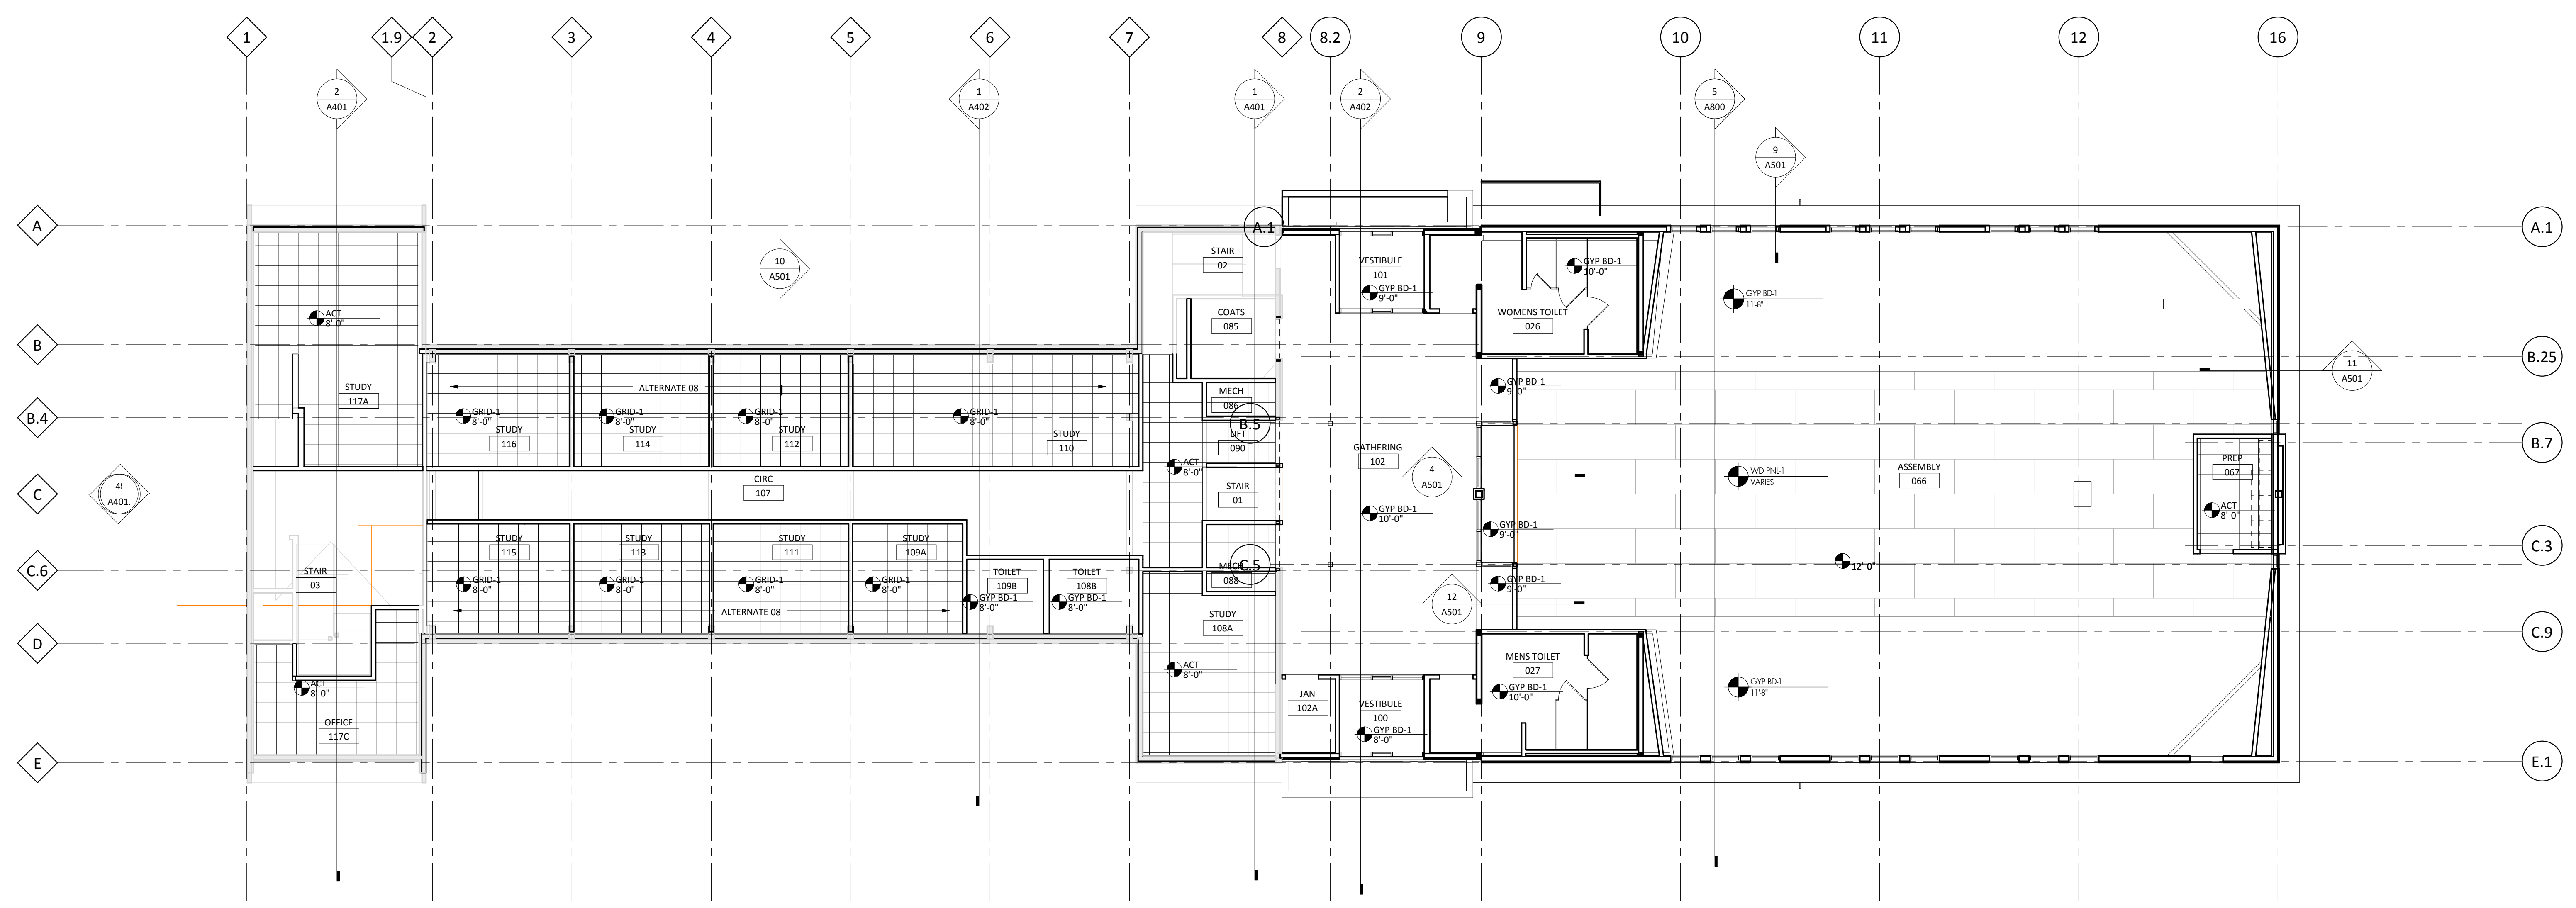 1
1.9
2
3
4
5
6
7
8
8.2
9
10
11
12
16
2
A401
1
A402
1
A401
2
A402
5
A800
9
A501
A
A.1
A.1
STAIR
02
10
A501
VESTIBULE
101
GYP BD-1
9'-0"
GYP BD-1
10'-0"
GYP BD-1
11'-8"
ACT
8'-0"
COATS
085
WOMENS TOILET
026
B
B.25
11
A501
STUDY
117A
ALTERNATE 08
MECH
086
GYP BD-1
9'-0"
B.4
GRID-1
8'-0"
GRID-1
8'-0"
GRID-1
8'-0"
GRID-1
8'-0"
B.5
STUDY
116
STUDY
114
STUDY
112
STUDY
110
LIFT
090
GATHERING
102
B.7
ACT
8'-0"
4
A501
WD PNL-1
VARIES
ASSEMBLY
066
PREP
067
4
A401
C
CIRC
107
STAIR
01
GYP BD-1
10'-0"
ACT
8'-0"
GYP BD-1
9'-0"
STUDY
115
STUDY
113
STUDY
111
STUDY
109A
C.3
C.6
STAIR
03
TOILET
109B
TOILET
108B
C.5
MECH
088
12'-0"
GRID-1
8'-0"
GRID-1
8'-0"
GRID-1
8'-0"
GRID-1
8'-0"
GYP BD-1
8'-0"
GYP BD-1
8'-0"
GYP BD-1
9'-0"
12
A501
ALTERNATE 08
STUDY
108A
D
C.9
ACT
8'-0"
MENS TOILET
027
ACT
8'-0"
GYP BD-1
10'-0"
GYP BD-1
11'-8"
JAN
102A
VESTIBULE
100
OFFICE
117C
GYP BD-1
8'-0"
E
E.1